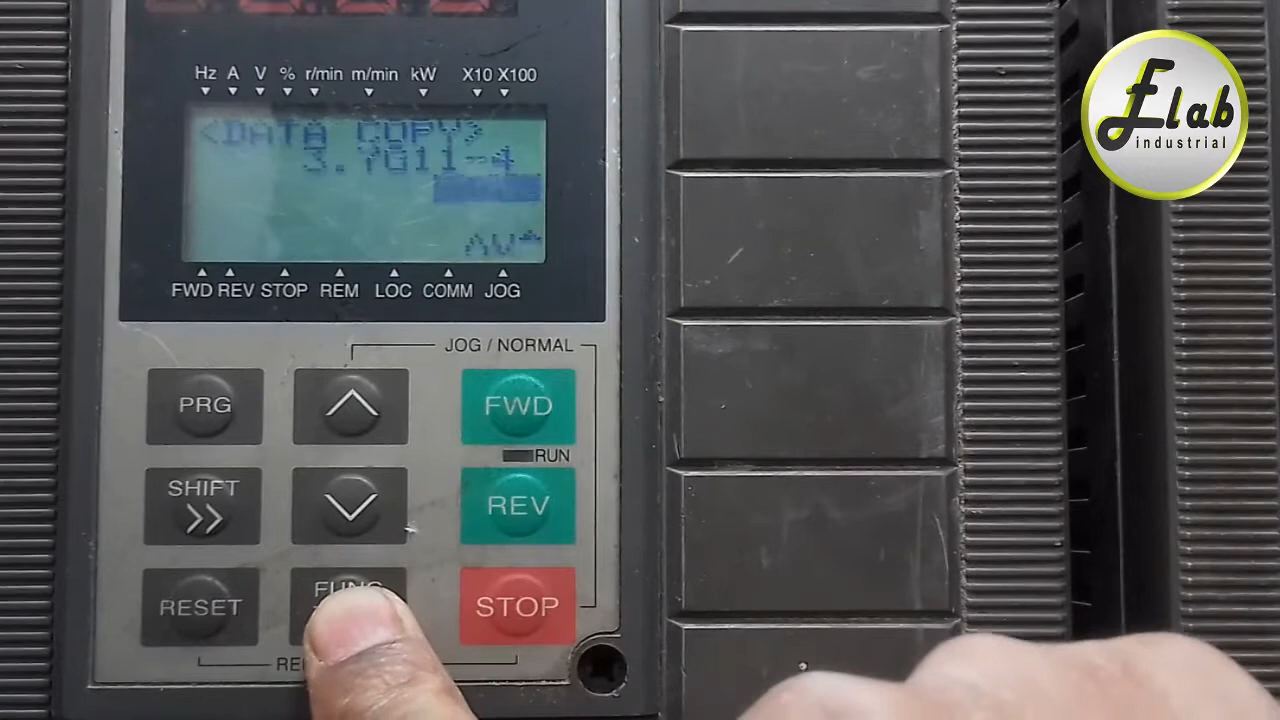 Hz A V % r/min m/min kW X10 X100
<DATA COPY>
3.7G11-4
FWD REV STOP REM LOC COMM JOG
JOG / NORMAL
PRG
FWD
RUN
SHIFT
REV
RESET
FUNC
STOP
Elab
industrial